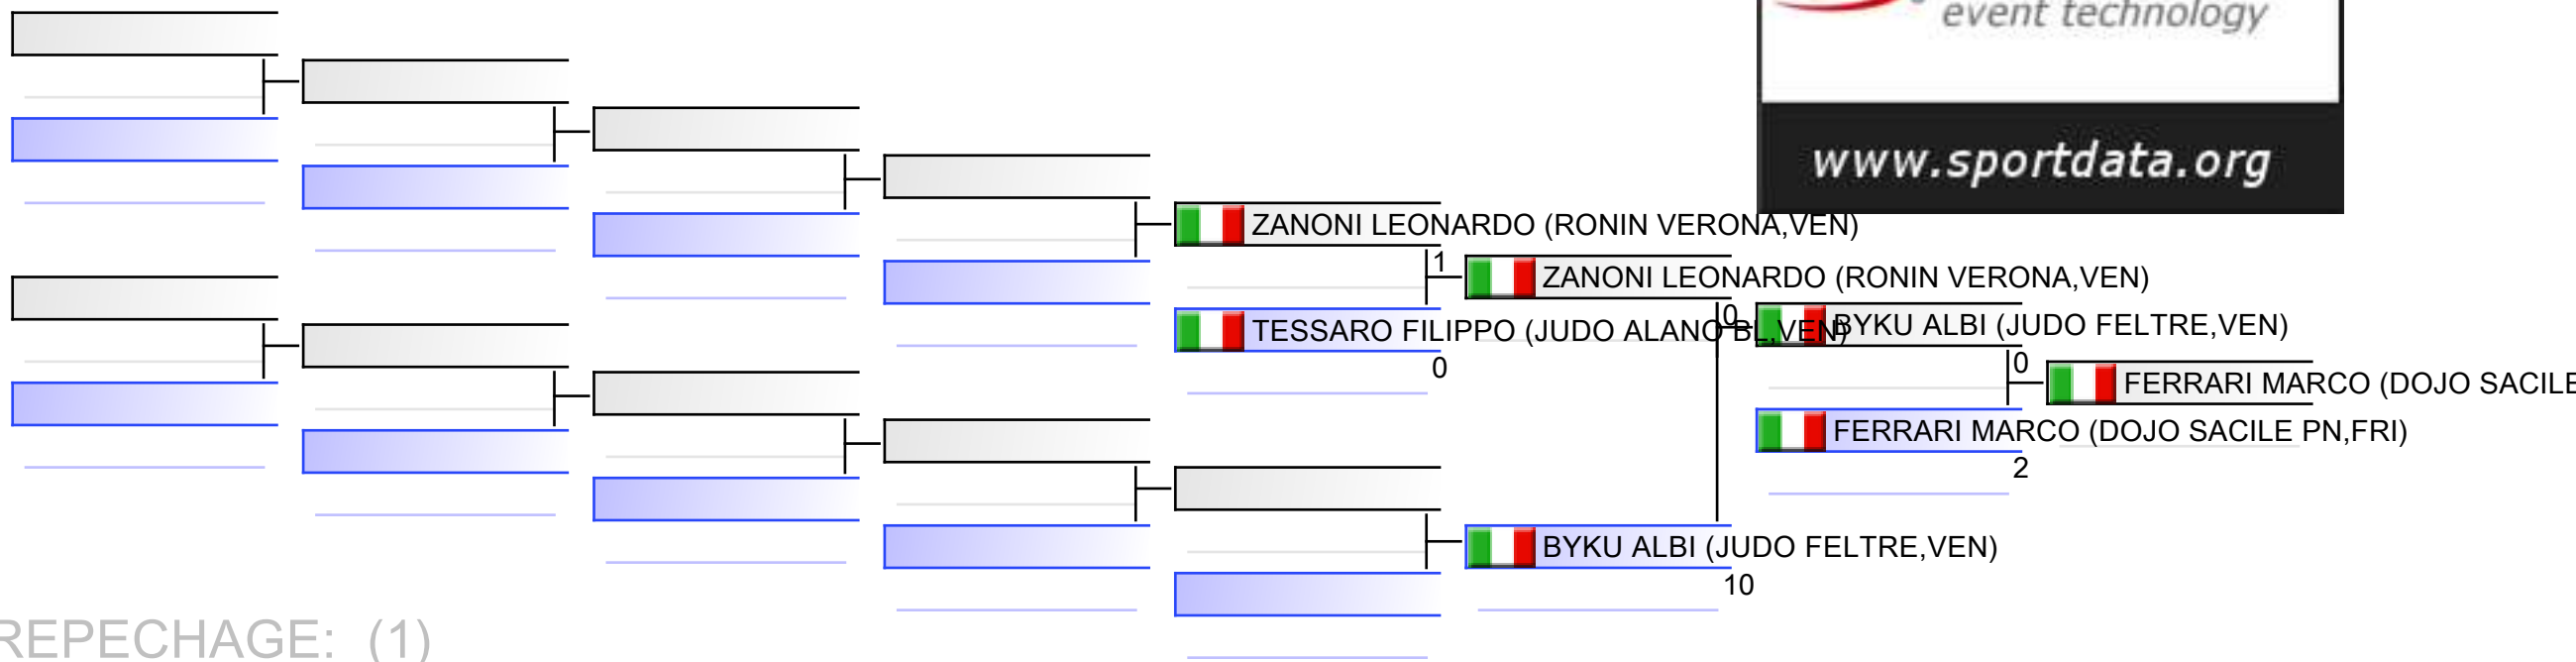 event technology
www.sportdata.org
ZANONI LEONARDO (RONIN VERONA,VEN)
1
ZANONI LEONARDO (RONIN VERONA,VEN)
TESSARO FILIPPO (JUDO ALANO BL,VEN)
0
0
BYKU ALBI (JUDO FELTRE,VEN)
0
FERRARI MARCO (DOJO SACILE
FERRARI MARCO (DOJO SACILE PN,FRI)
2
BYKU ALBI (JUDO FELTRE,VEN)
10
REPECHAGE: (1)